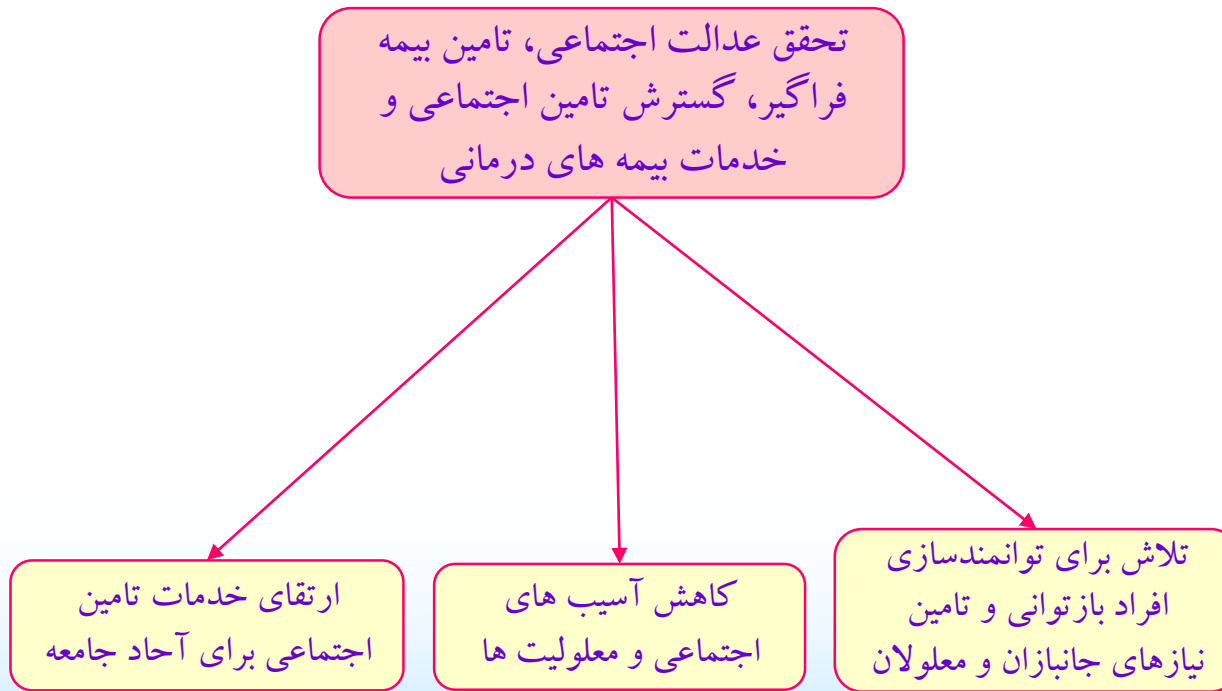 تحقق عدالت اجتماعی، تامین بیمه
فراگیر، گسترش تامین اجتماعی و
خدمات بیمه های درمانی
تلاش برای توانمندسازی
افراد بازتوانی و تامین
نیازهای جانبازان و معلولان
کاهش آسیب های
اجتماعی و معلولیت ها
ارتقای خدمات تامین
اجتماعی برای آحاد جامعه